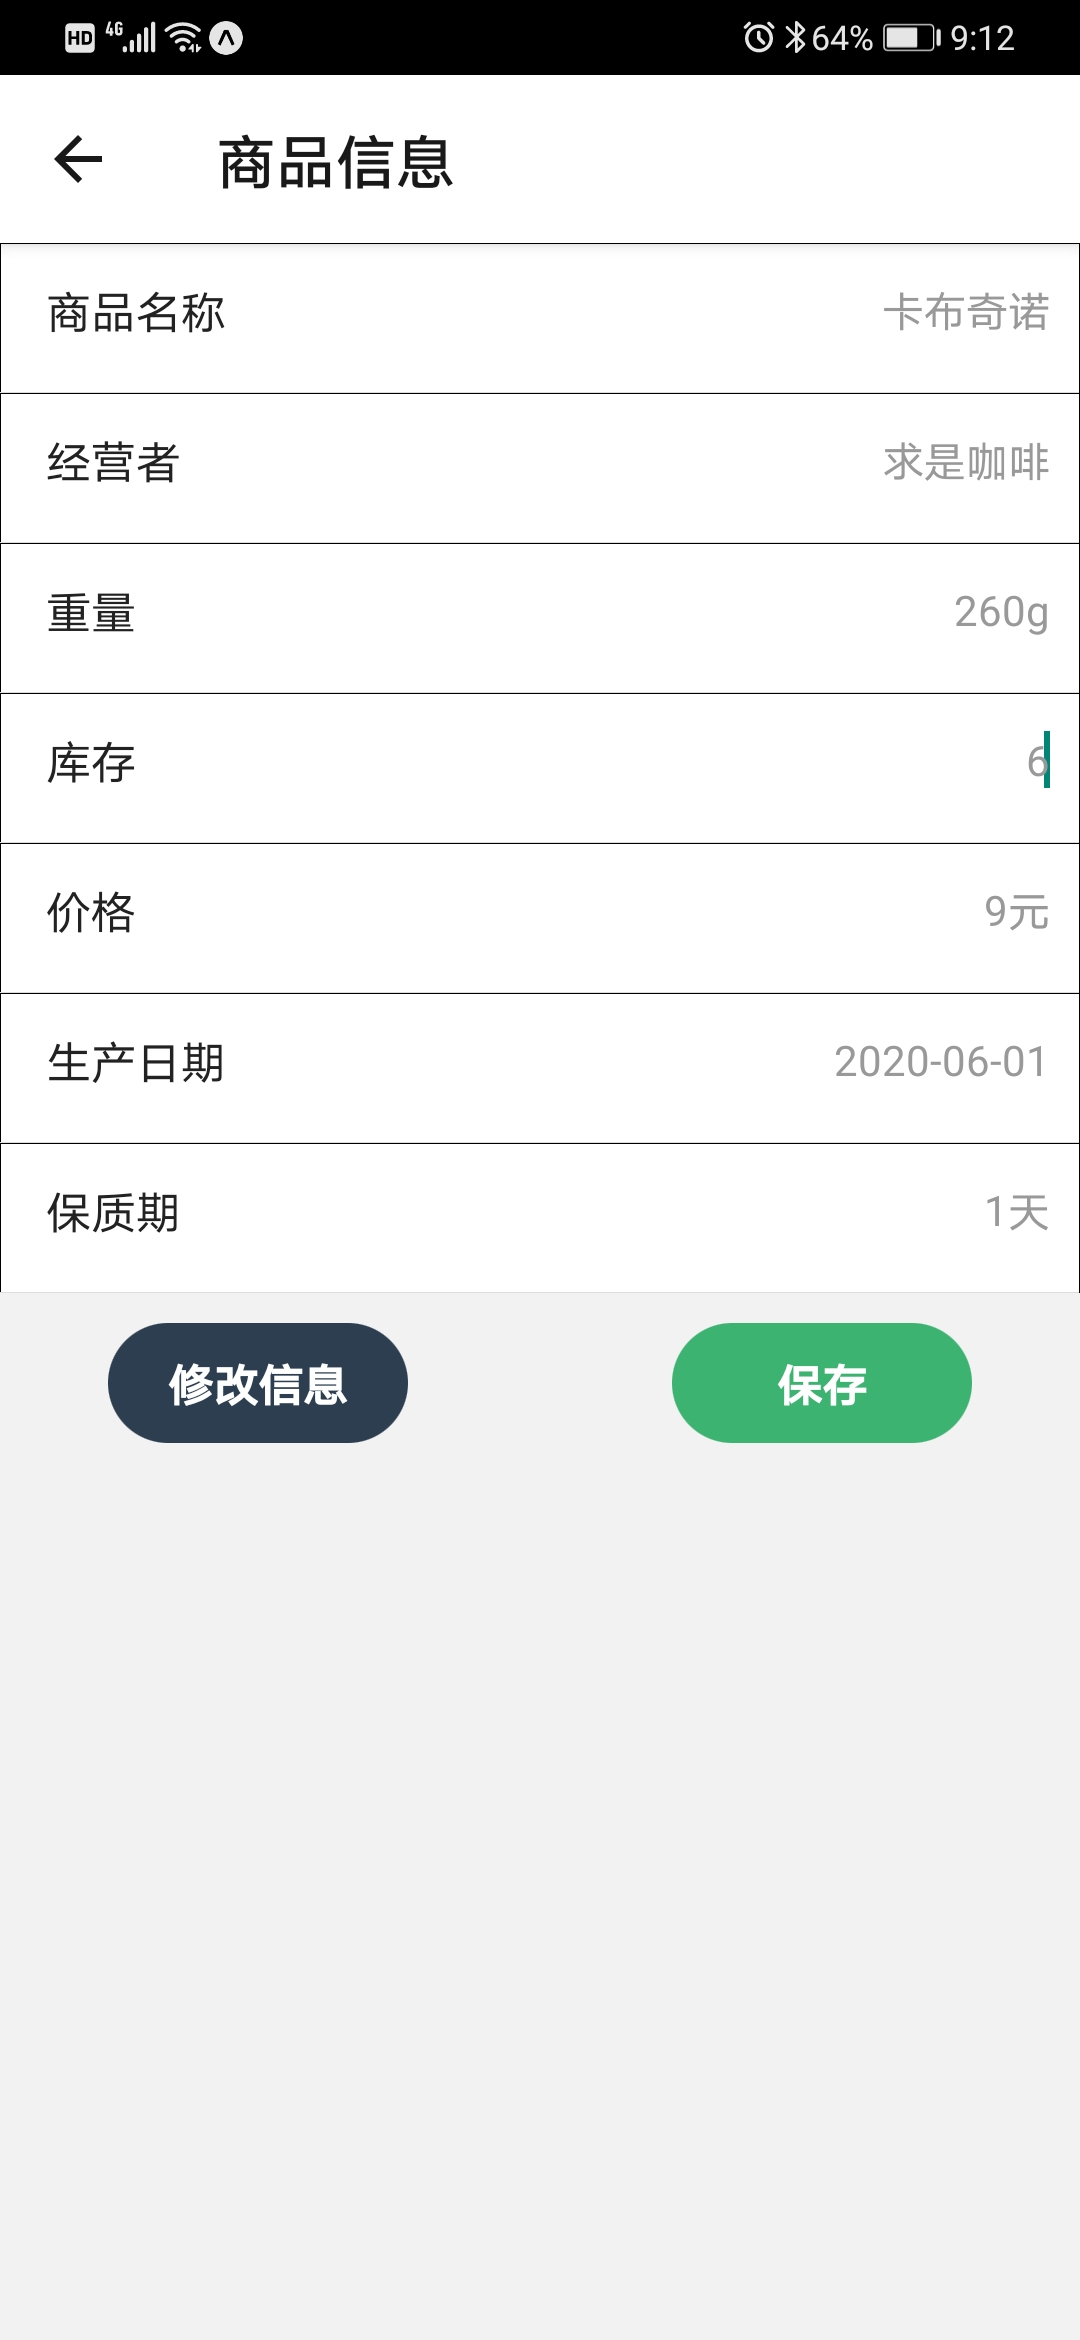 HD 4G 64% 9:12
商品信息
商品名称 卡布奇诺
经营者 求是咖啡
重量 260g
库存 6
价格 9元
生产日期 2020-06-01
保质期 1天
修改信息 保存